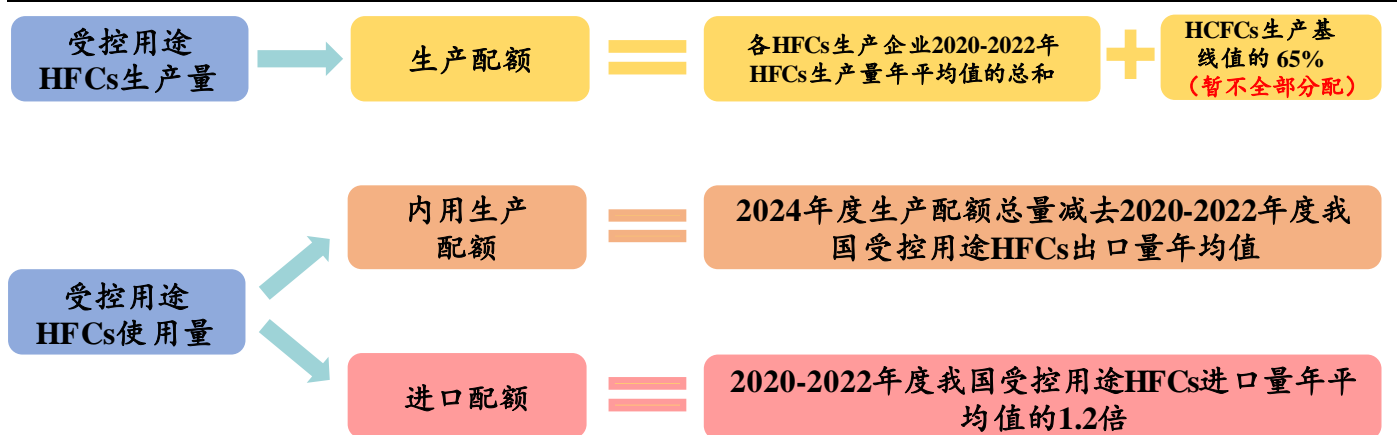 受控用途
HFCs生产量
生产配额
各HFCs生产企业2020-2022年
HFCs生产量年平均值的总和
HCFCs生产基
线值的 65%
（暂不全部分配）
内用生产
配额
2024年度生产配额总量减去2020-2022年度我
国受控用途HFCs出口量年均值
受控用途
HFCs使用量
进口配额
2020-2022年度我国受控用途HFCs进口量年平
均值的1.2倍